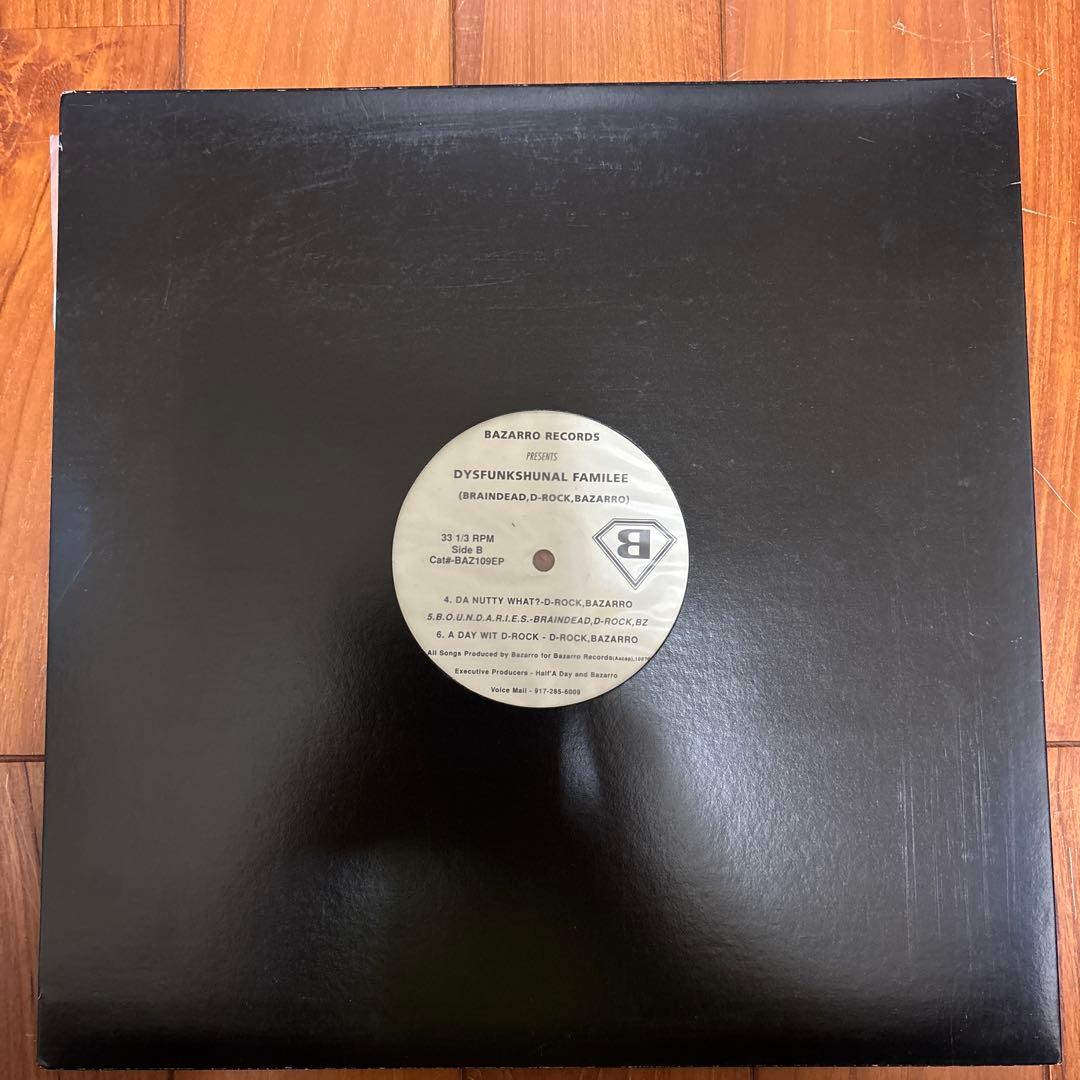 BAZARRO RECORDS
PRESENTS
DYSFUNKSHUNAL FAMILEE
(BRAINDEAD,D-ROCK,BAZARRO)
33 1/3 RPM
Side B
Cat#-BAZ109EP
B
4. DA NUTTY WHAT?-D-ROCK,BAZARRO
5.B.O.U.N.D.A.R.I.E.S.-BRAINDEAD,D-ROCK,BZ
6. A DAY WIT D-ROCK - D-ROCK,BAZARRO
All Songs Produced by Bazarro for Bazarro Records(Ascap),
Executive Producers - Half'A Day and Bazarro
Voice Mail - 917-285-6009